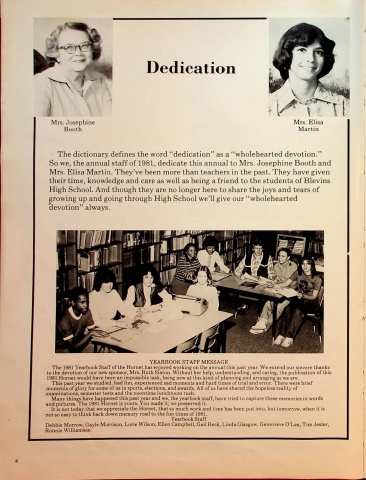 Dedication
Mrs. Josephine
Booth
Mrs. Elisa
Martin
The dictionary defines the word "dedication" as a "wholehearted devotion."
So we, the annual staff of 1981, dedicate this annual to Mrs. Josephine Booth and
Mrs. Elisa Martin. They've been more than teachers in the past. They have given
their time, knowledge and care as well as being a friend to the students of Blevins
High School. And though they are no longer here to share the joys and tears of
growing up and going through High School we'll give our "wholehearted
devotion" always.
YEARBOOK STAFF MESSAGE
The 1981 Yearbook Staff of the Hornet has enjoyed working on the annual this past year. We extend our sincere thanks
to the devotion of our new sponsor, Mrs. Ruth Slaton. Without her help, understanding, and caring, the publication of this
1981 Hornet would have been an impossible task, being new at this kind of planning and arranging as we are.
This past year we studied, had fun, experienced sad moments and hard times of trial and error. There were brief
moments of glory for some of us in sports, elections, and awards. All of us have shared the hopeless reality of
examinations, semester tests and the noontime lunchroom rush.
Many things have happened this past year and we, the yearbook staff, have tried to capture these memories in words
and pictures. The 1981 Hornet is yours. You made it; we preserved it.
It is not today that we appreciate the Hornet, that so much work and time has been put into, but tomorrow, when it is
not so easy to think back down memory road to the fun times of 1981.
Yearbook Staff
Debbie Morrow, Gayle Morrison, Lorie Wilson, Ellen Campbell, Gail Beck, Linda Glasgow, Genevieve O'Lea, Tim Jester,
Ronnie Williamson
4